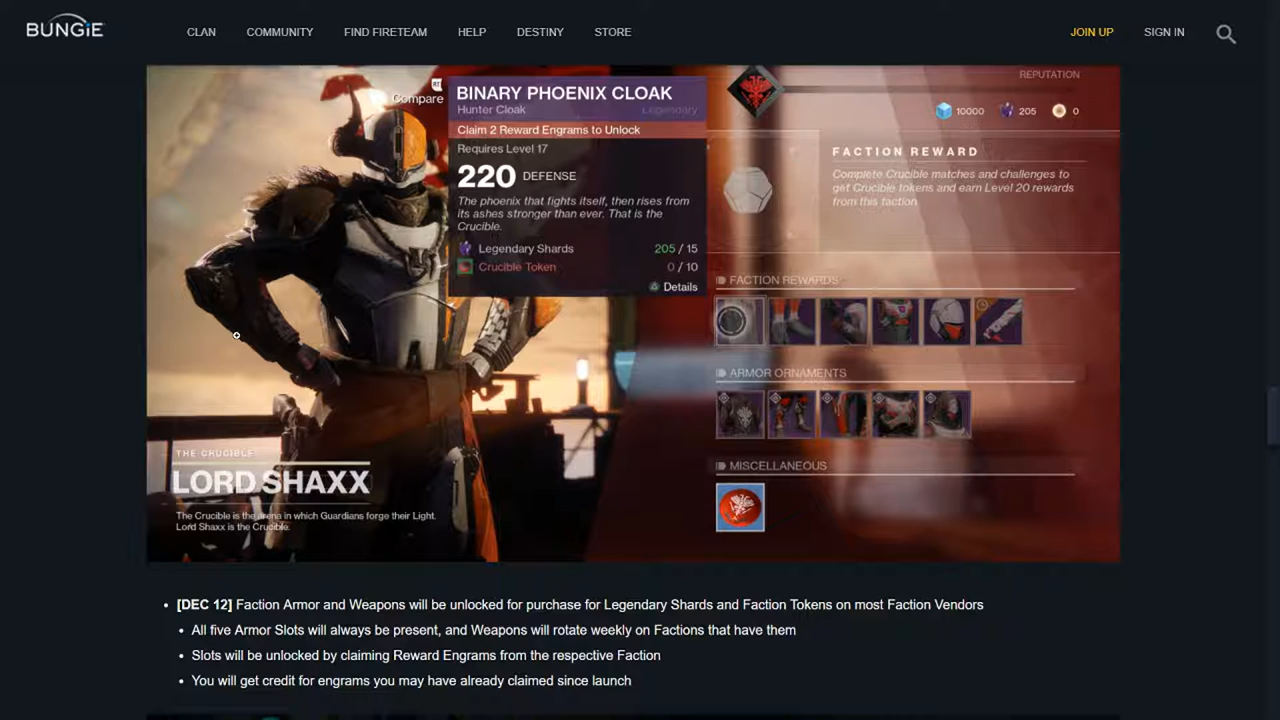 BUNGiE
CLAN COMMUNITY FIND FIRETEAM HELP DESTINY STORE JOIN UP SIGN IN
Compare
BINARY PHOENIX CLOAK
Hunter Cloak Legendary
Claim 2 Reward Engrams to Unlock
Requires Level 17
220 DEFENSE
The phoenix that fights itself, then rises from
its ashes stronger than ever. That is the
Crucible.
Legendary Shards 205 / 15
Crucible Token 0 / 10
Details
REPUTATION
10000 205 0
FACTION REWARD
Complete Crucible matches and challenges to
get Crucible tokens and earn Level 20 rewards
from this faction
FACTION REWARDS
ARMOR ORNAMENTS
MISCELLANEOUS
THE CRUCIBLE
LORD SHAXX
The Crucible is the arena in which Guardians forge their Light.
Lord Shaxx is the Crucible.
• [DEC 12] Faction Armor and Weapons will be unlocked for purchase for Legendary Shards and Faction Tokens on most Faction Vendors
• All five Armor Slots will always be present, and Weapons will rotate weekly on Factions that have them
• Slots will be unlocked by claiming Reward Engrams from the respective Faction
• You will get credit for engrams you may have already claimed since launch